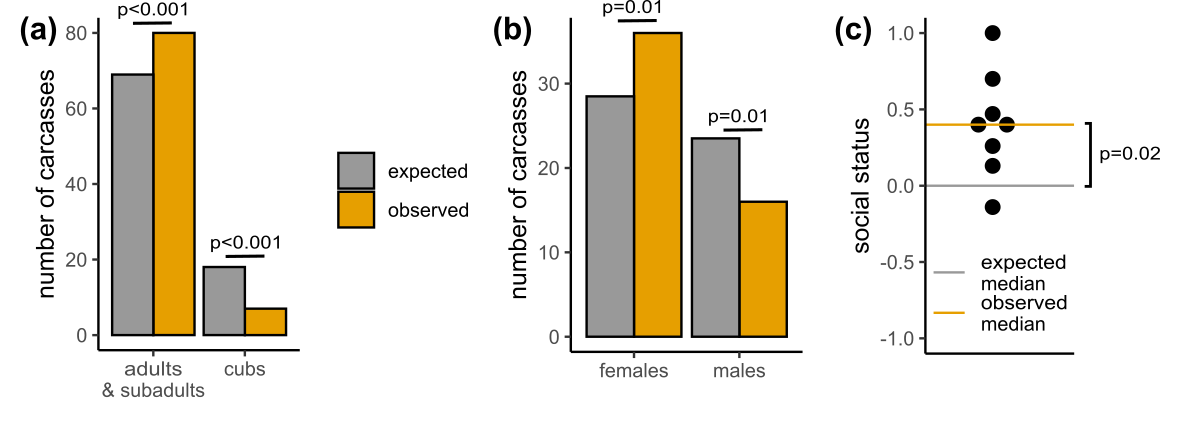 (a)
number of carcasses
80
60
40
20
0
p<0.001
p<0.001
adults
& subadults
cubs
expected
observed
(b)
number of carcasses
30
20
10
0
p=0.01
p=0.01
females
males
(c)
social status
1.0
0.5
0.0
-0.5
-1.0
p=0.02
expected
median
observed
median